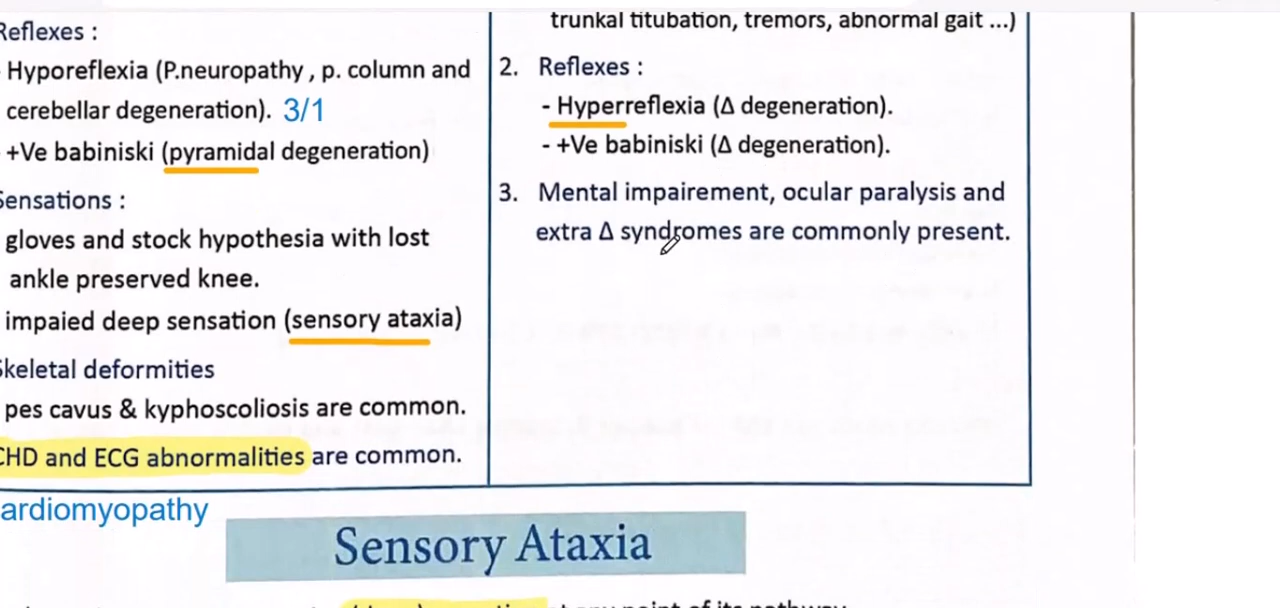 Reflexes :
- Hyporeflexia (P.neuropathy , p. column and
cerebellar degeneration). 3/1
- +Ve babiniski (pyramidal degeneration)
Sensations :
gloves and stock hypothesia with lost
ankle preserved knee.
impaied deep sensation (sensory ataxia)
Skeletal deformities
pes cavus & kyphoscoliosis are common.
CHD and ECG abnormalities are common.
ardiomyopathy
trunkal titubation, tremors, abnormal gait ...)
2. Reflexes :
- Hyperreflexia (Δ degeneration).
- +Ve babiniski (Δ degeneration).
3. Mental impairement, ocular paralysis and
extra Δ syndromes are commonly present.
Sensory Ataxia
of its pathway